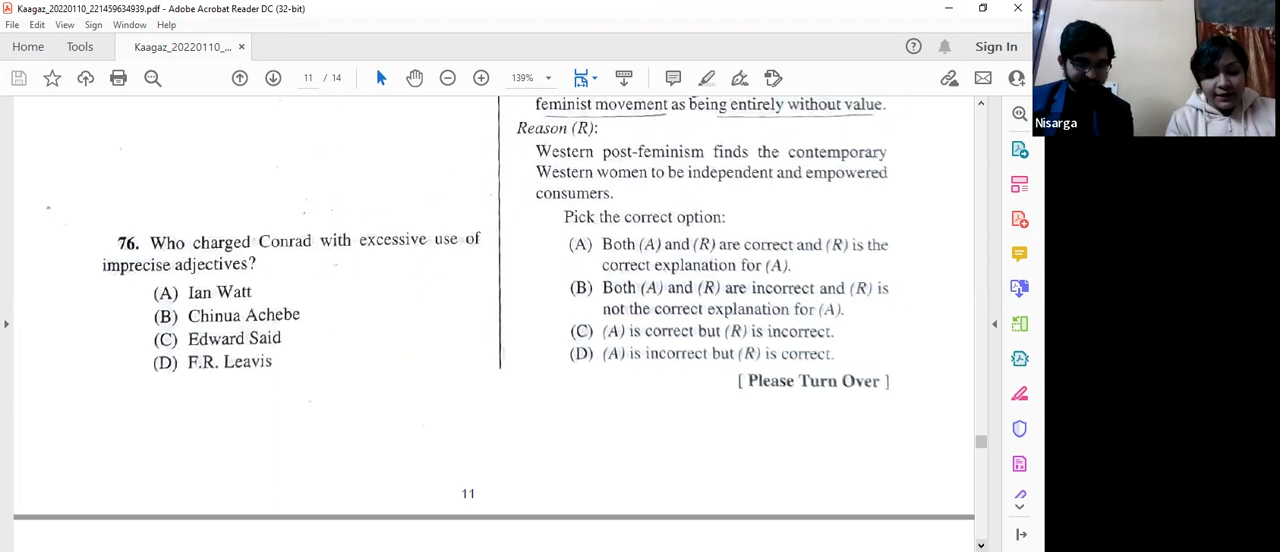 Kaagaz_20220110_221459634939.pdf - Adobe Acrobat Reader DC (32-bit)
File Edit View Sign Window Help
Home Tools Kaagaz_20220110_... × Sign In
11 / 14 139%
Nisarga
76. Who charged Conrad with excessive use of
imprecise adjectives?
(A) Ian Watt
(B) Chinua Achebe
(C) Edward Said
(D) F.R. Leavis
feminist movement as being entirely without value.
Reason (R):
Western post-feminism finds the contemporary
Western women to be independent and empowered
consumers.
Pick the correct option:
(A) Both (A) and (R) are correct and (R) is the
correct explanation for (A).
(B) Both (A) and (R) are incorrect and (R) is
not the correct explanation for (A).
(C) (A) is correct but (R) is incorrect.
(D) (A) is incorrect but (R) is correct.
[ Please Turn Over ]
11